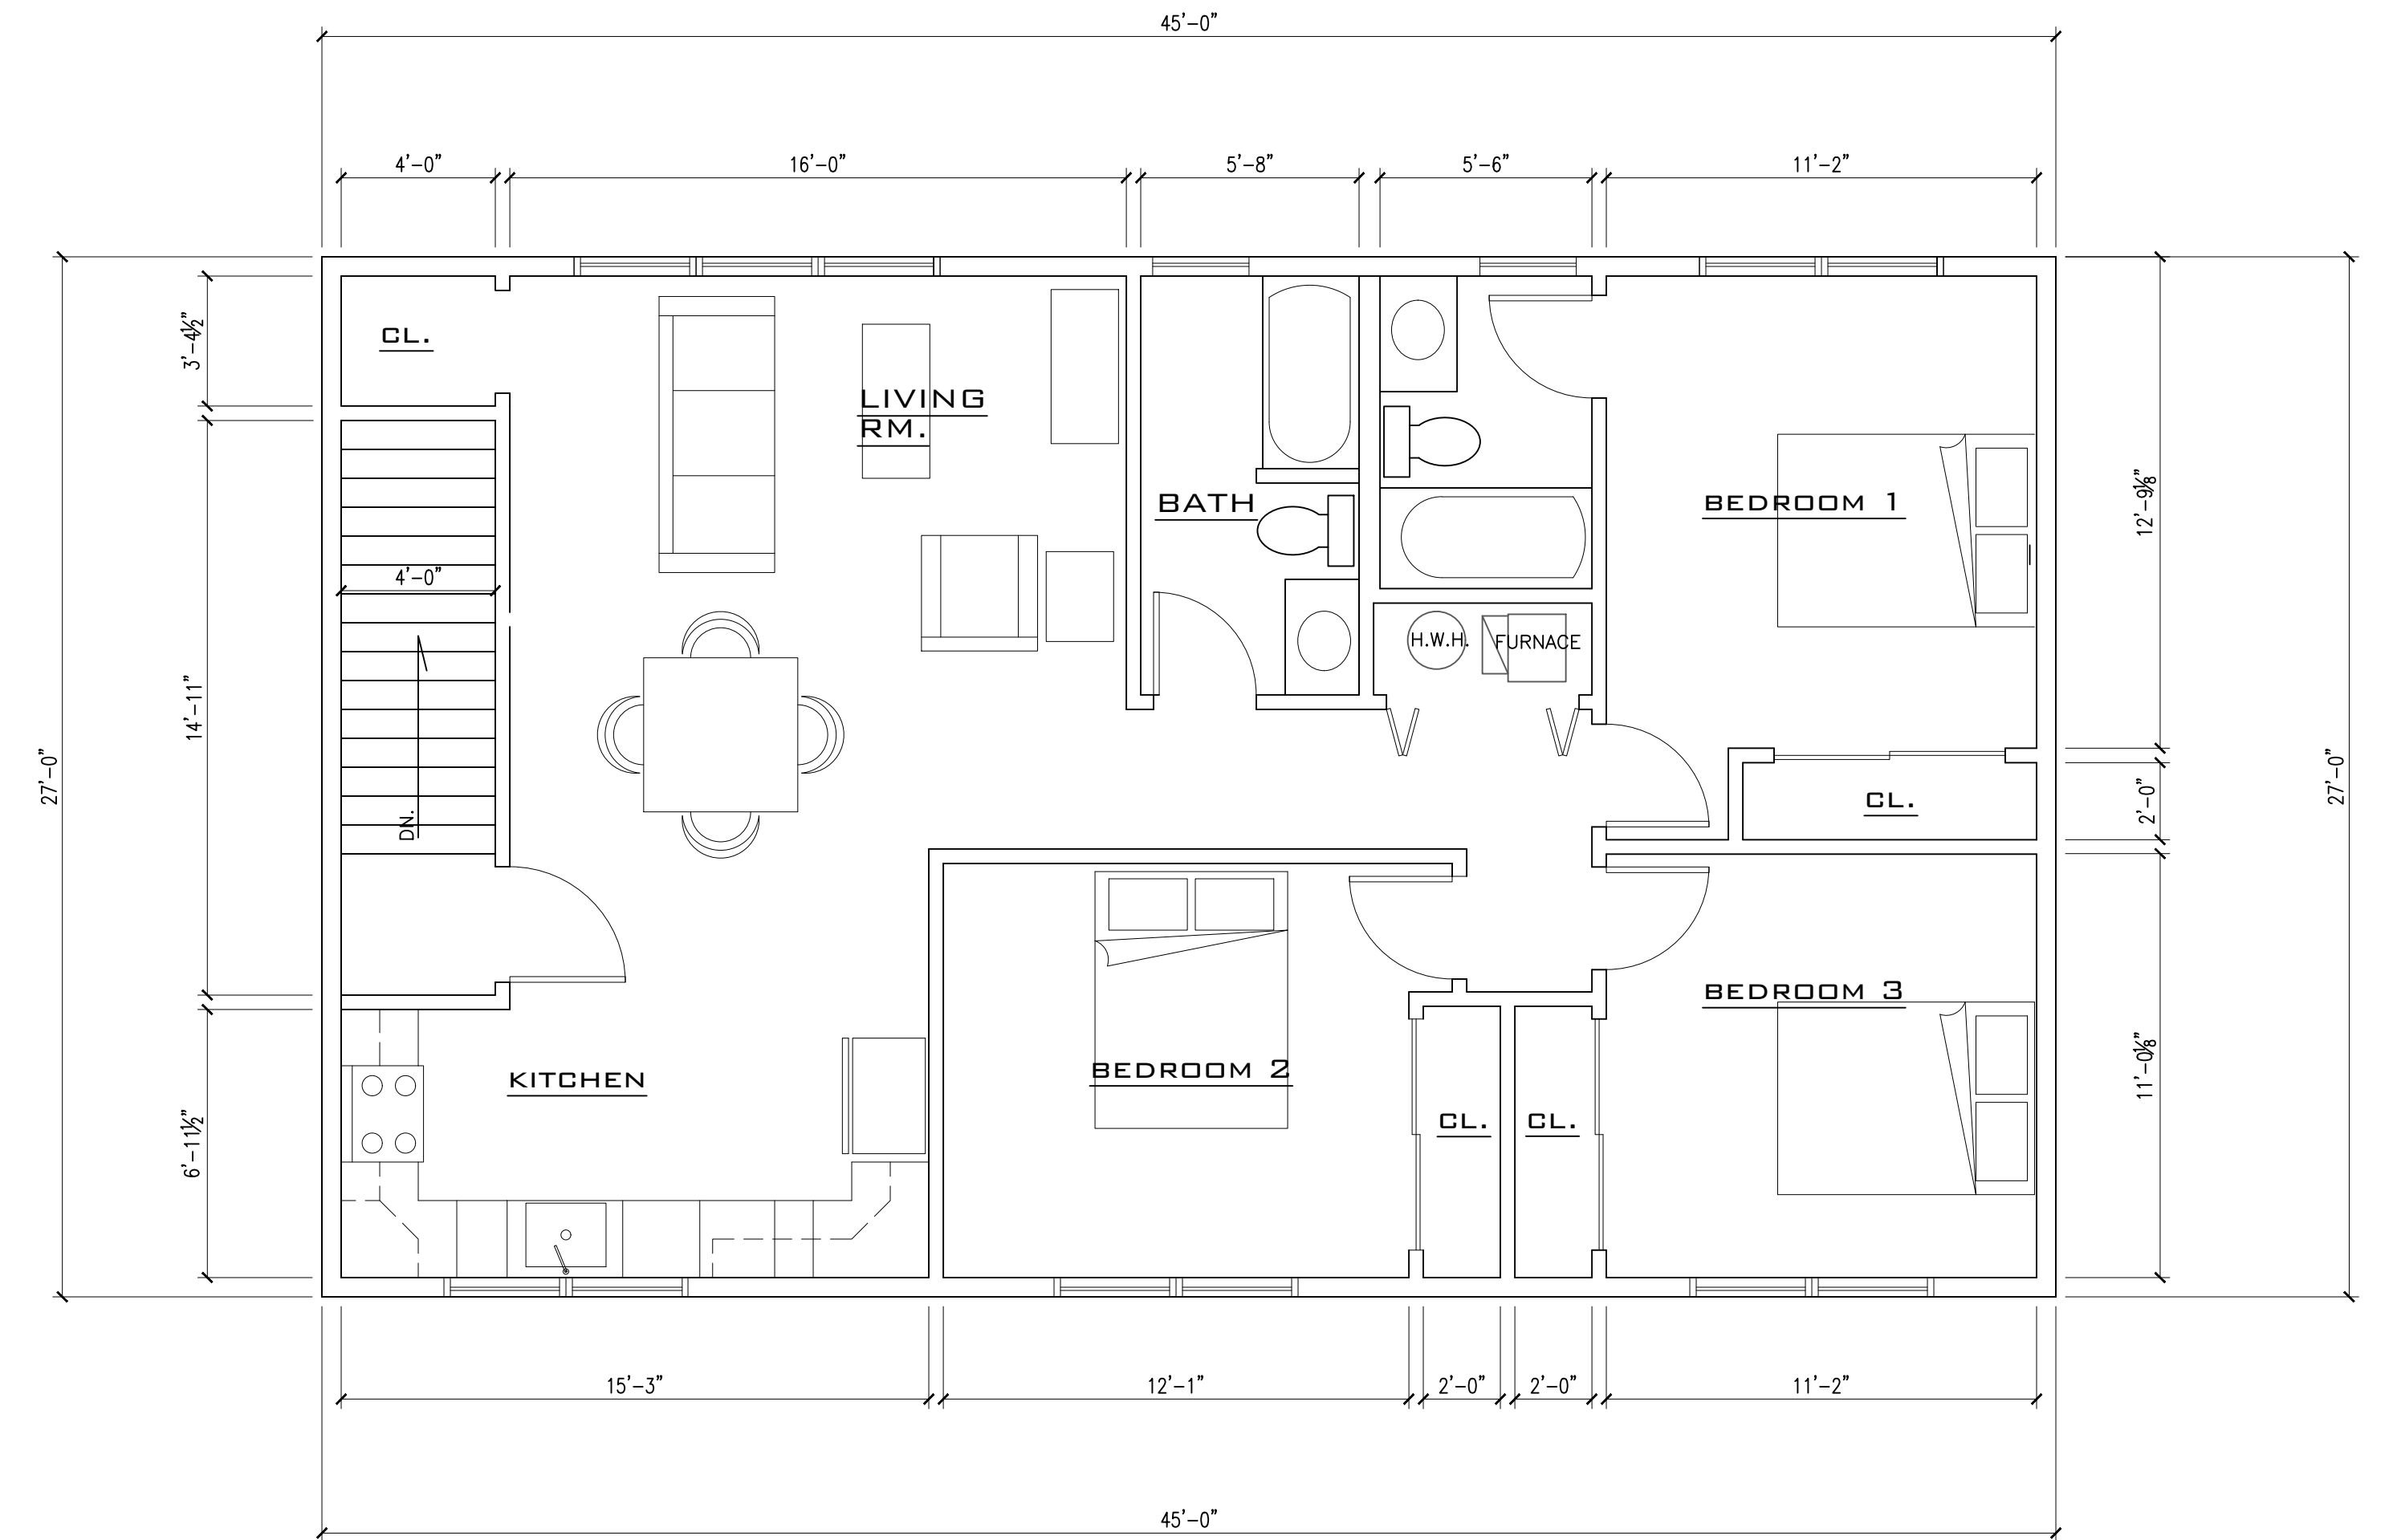 45'-0"
4'-0"
16'-0"
5'-8"
5'-6"
11'-2"
3'-4½"
CL.
LIVING
RM.
BATH
BEDROOM 1
12'-9⅛"
4'-0"
H.W.H.
FURNACE
14'-11"
27'-0"
27'-0"
DN.
CL.
2'-0"
BEDROOM 3
KITCHEN
BEDROOM 2
11'-0⅛"
6'-11½"
CL.
CL.
15'-3"
12'-1"
2'-0"
2'-0"
11'-2"
45'-0"